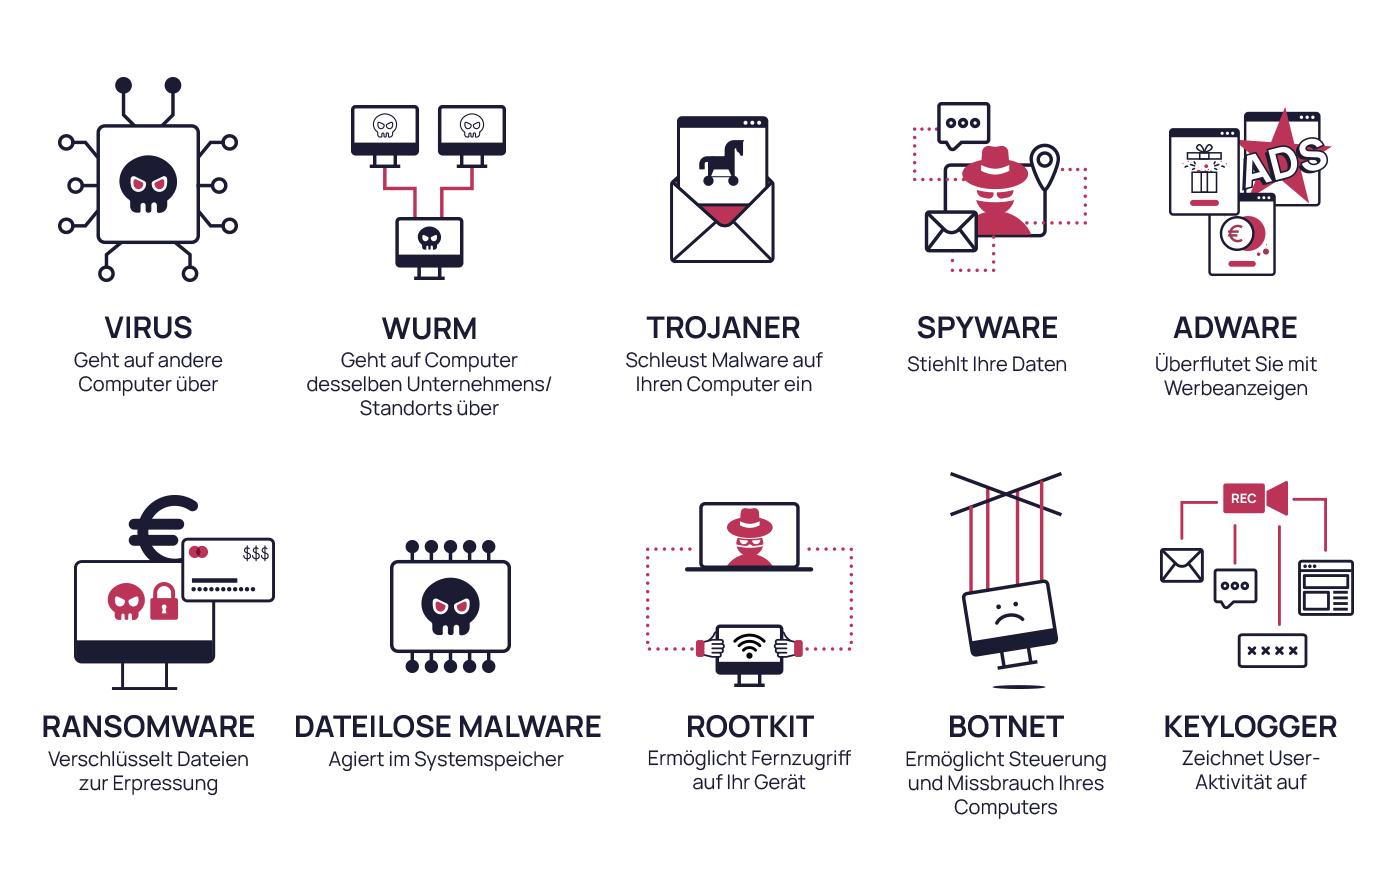 ADS
VIRUS
Geht auf andere
Computer über
WURM
Geht auf Computer
desselben Unternehmens/
Standorts über
TROJANER
Schleust Malware auf
Ihren Computer ein
SPYWARE
Stiehlt Ihre Daten
ADWARE
Überflutet Sie mit
Werbeanzeigen
€
€
$$$
REC
RANSOMWARE
Verschlüsselt Dateien
zur Erpressung
DATEILOSE MALWARE
Agiert im Systemspeicher
ROOTKIT
Ermöglicht Fernzugriff
auf Ihr Gerät
BOTNET
Ermöglicht Steuerung
und Missbrauch Ihres
Computers
KEYLOGGER
Zeichnet User-
Aktivität auf